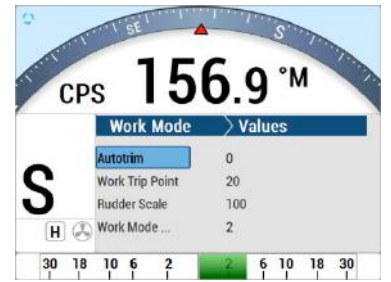 SE S
CPS 156.9 °M
Work Mode Values
S
Autotrim 0
Work Trip Point 20
Rudder Scale 100
H Work Mode ... 2
30 18 10 6 2 2 6 10 18 30